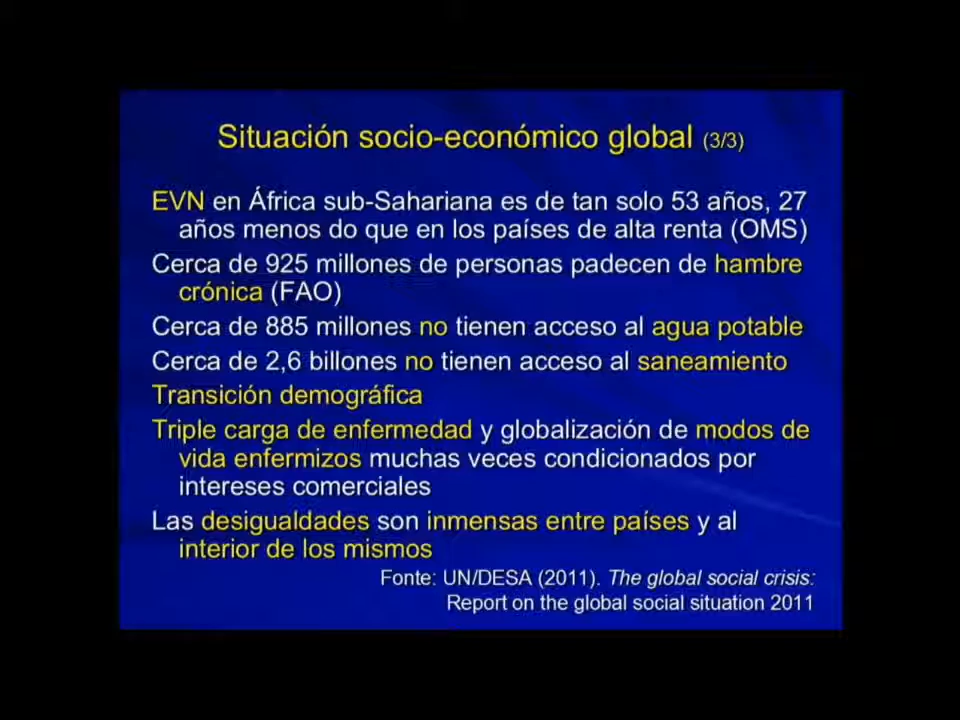 Situación socio-económico global (3/3)
EVN en África sub-Sahariana es de tan solo 53 años, 27
años menos do que en los países de alta renta (OMS)
Cerca de 925 millones de personas padecen de hambre
crónica (FAO)
Cerca de 885 millones no tienen acceso al agua potable
Cerca de 2,6 billones no tienen acceso al saneamiento
Transición demográfica
Triple carga de enfermedad y globalización de modos de
vida enfermizos muchas veces condicionados por
intereses comerciales
Las desigualdades son inmensas entre países y al
interior de los mismos
Fonte: UN/DESA (2011). The global social crisis:
Report on the global social situation 2011